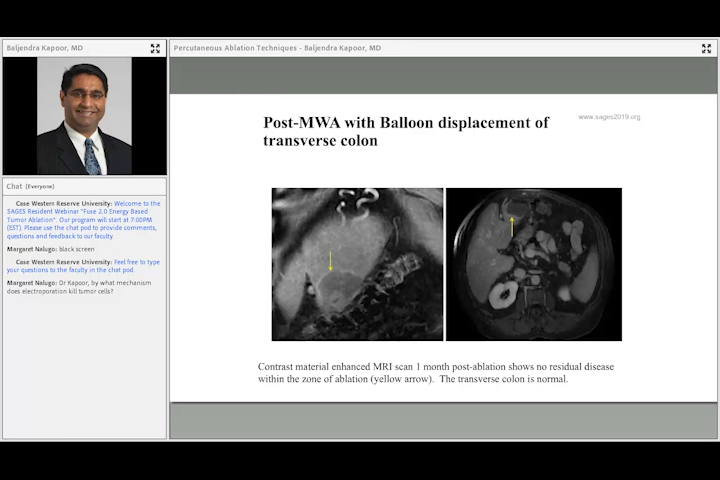 Baljendra Kapoor, MD
Chat (Everyone)
Case Western Reserve University: Welcome to the
SAGES Resident Webinar "Fuse 2.0 Energy Based
Tumor Ablation". Our program will start at 7:00PM
(EST). Please use the chat pod to provide comments,
questions and feedback to our faculty.
Margaret Nalugo: black screen
Case Western Reserve University: Feel free to type
your questions to the faculty in the chat pod.
Margaret Nalugo: Dr Kapoor, by what mechanism
does electroporation kill tumor cells?
Percutaneous Ablation Techniques - Baljendra Kapoor, MD
www.sages2019.org
Post-MWA with Balloon displacement of
transverse colon
Contrast material enhanced MRI scan 1 month post-ablation shows no residual disease
within the zone of ablation (yellow arrow). The transverse colon is normal.